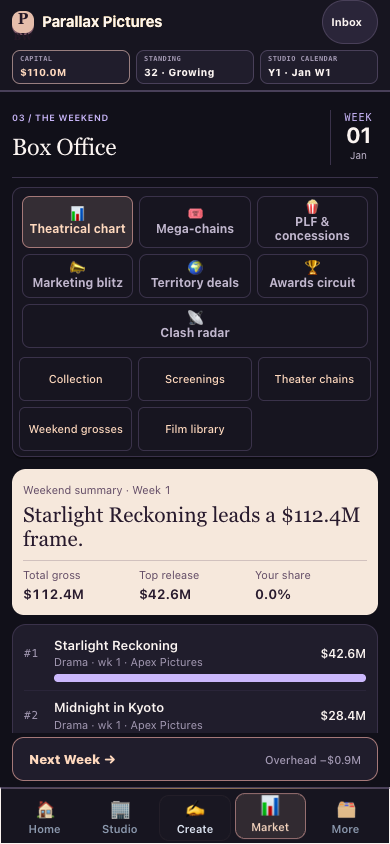 P
Parallax Pictures
Inbox
CAPITAL
$110.0M
STANDING
32 · Growing
STUDIO CALENDAR
Y1 · Jan W1
03 / THE WEEKEND
Box Office
WEEK
01
Jan
Theatrical chart
Mega-chains
PLF &
concessions
Marketing blitz
Territory deals
Awards circuit
Clash radar
Collection
Screenings
Theater chains
Weekend grosses
Film library
Weekend summary · Week 1
Starlight Reckoning leads a $112.4M
frame.
Total gross
$112.4M
Top release
$42.6M
Your share
0.0%
#1
Starlight Reckoning
Drama · wk 1 · Apex Pictures
$42.6M
#2
Midnight in Kyoto
Drama · wk 1 · Apex Pictures
$28.4M
Next Week →
Overhead −$0.9M
Home
Studio
Create
Market
More